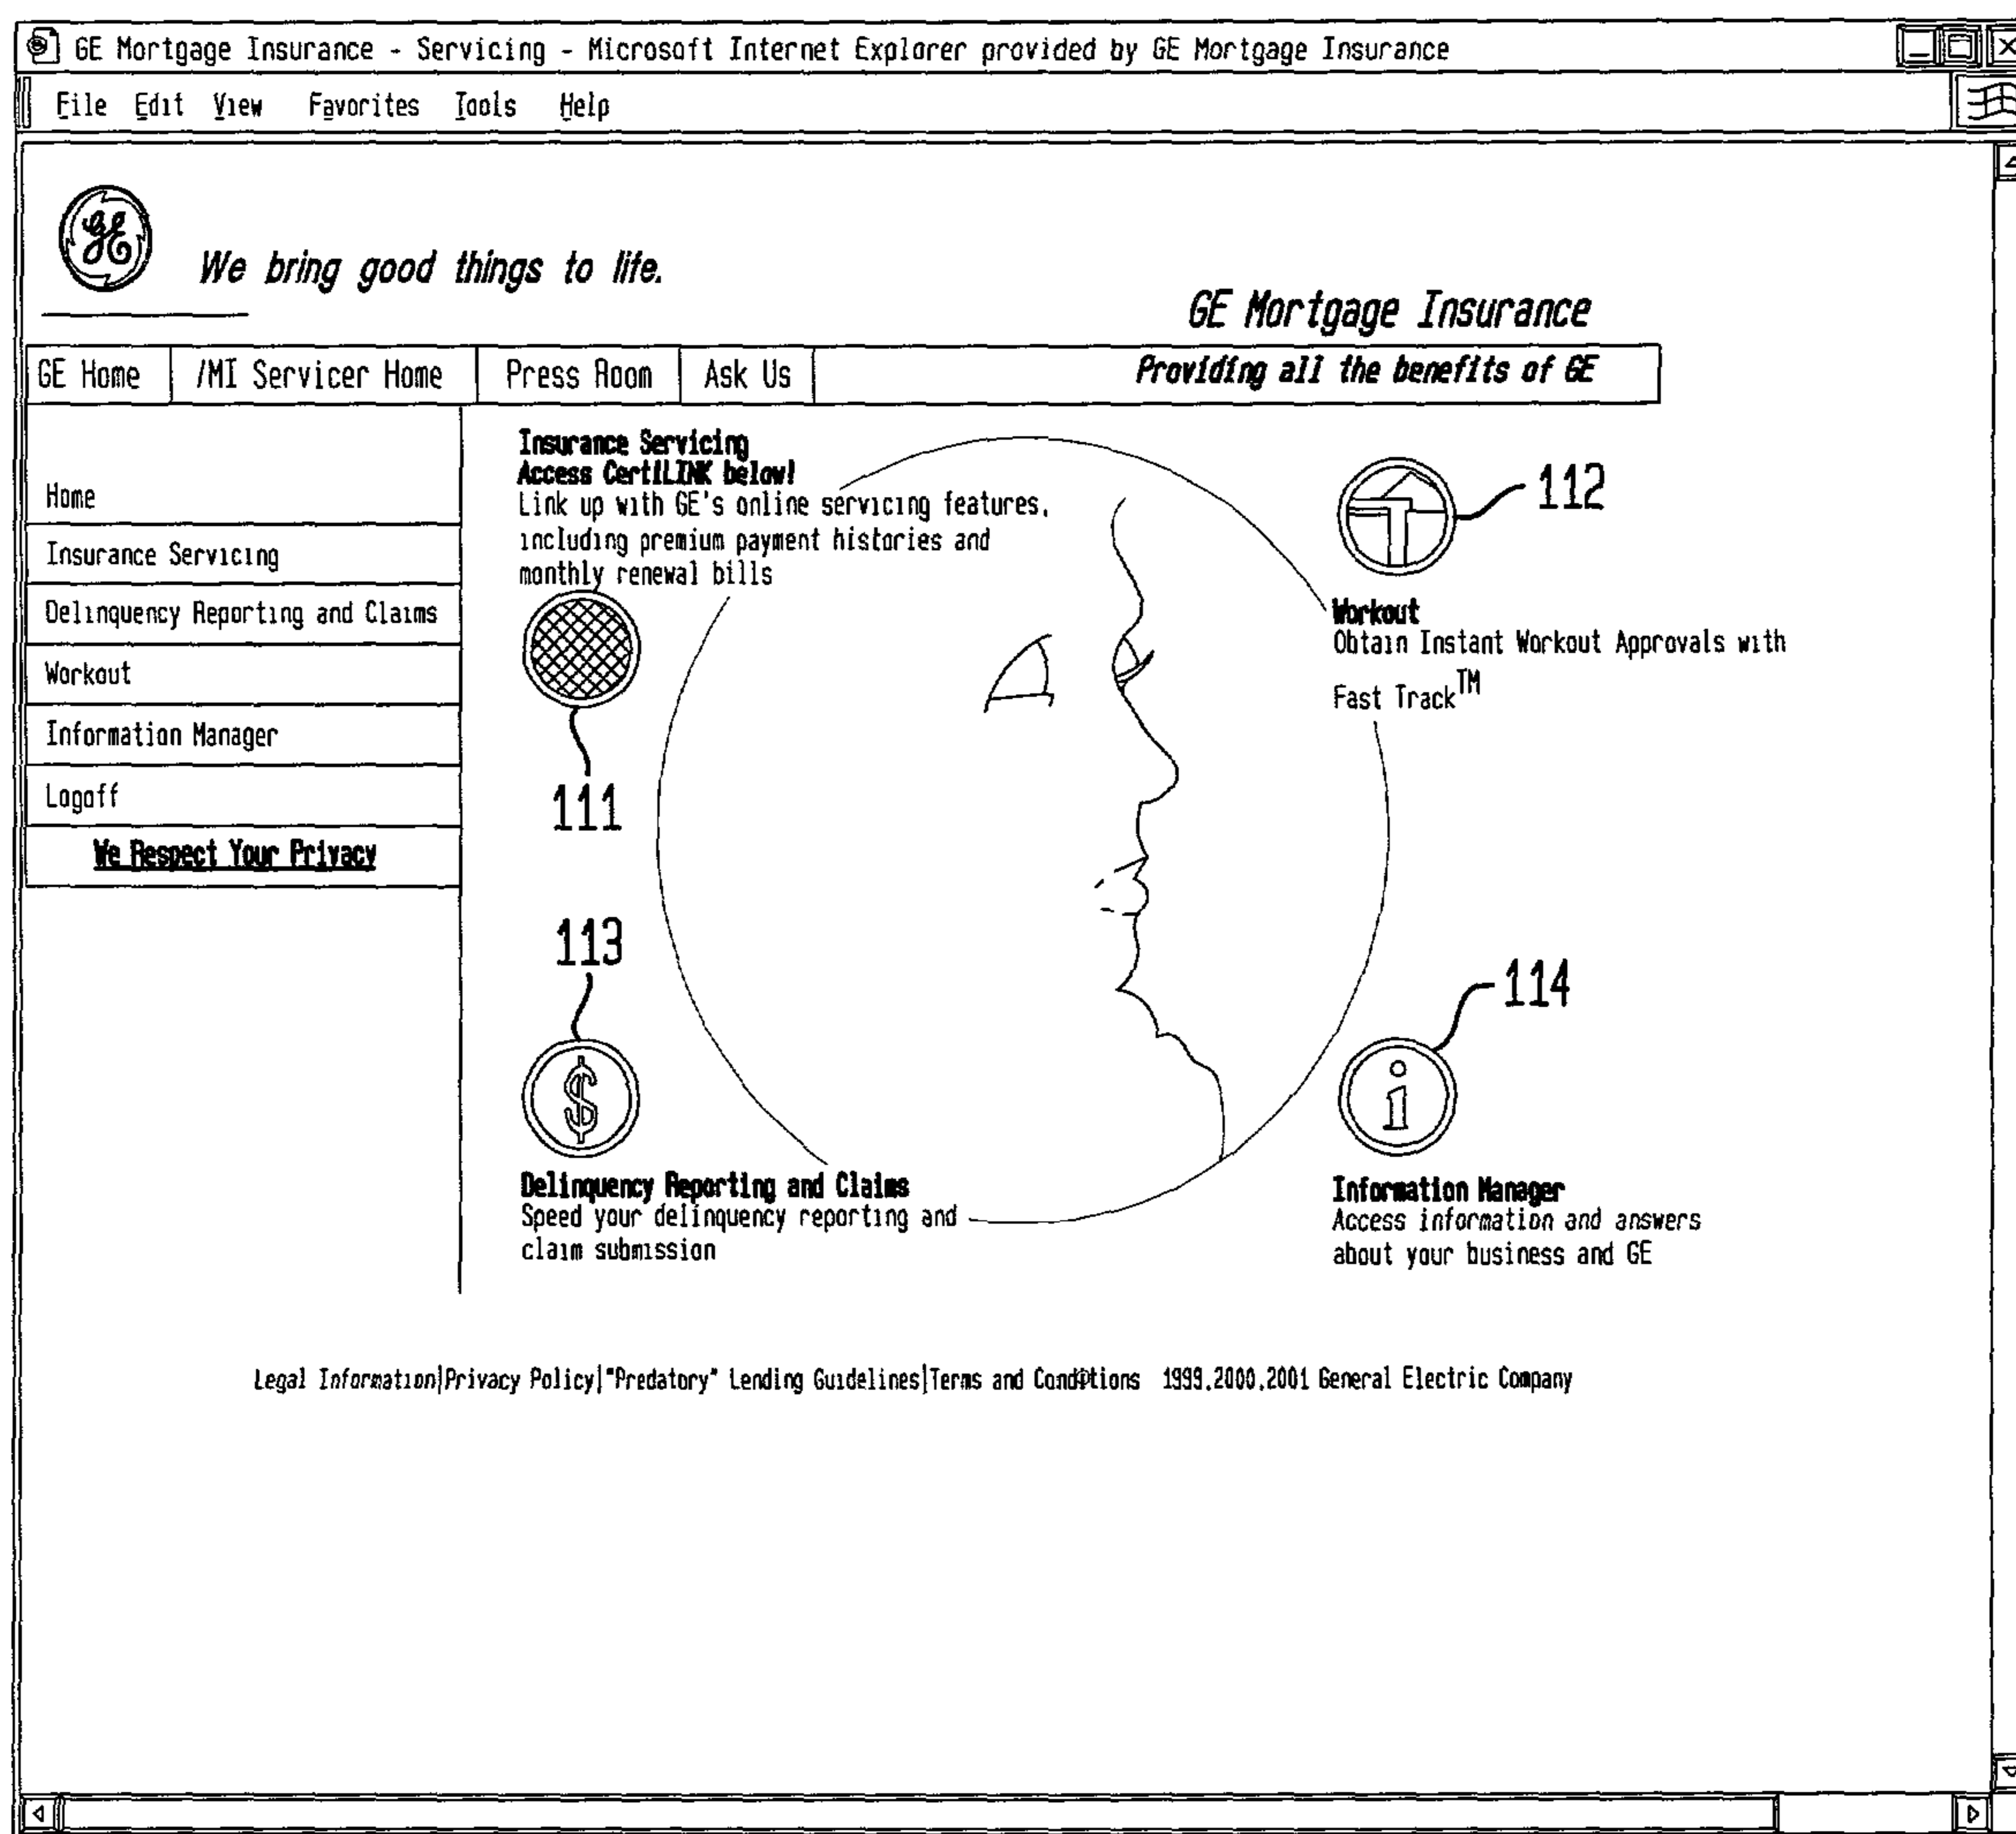 GE Mortgage Insurance - Servicing - Microsoft Internet Explorer provided by GE Mortgage Insurance
File Edit View Favorites Tools Help
GE
We bring good things to life.
GE Mortgage Insurance
GE Home /MI Servicer Home Press Room Ask Us Providing all the benefits of GE
Home
Insurance Servicing
Delinquency Reporting and Claims
Workout
Information Manager
Logoff
We Respect Your Privacy
Insurance Servicing
Access CertiLINK below!
Link up with GE's online servicing features,
including premium payment histories and
monthly renewal bills
111
112
Workout
Obtain Instant Workout Approvals with
Fast Track™
113
$
Delinquency Reporting and Claims
Speed your delinquency reporting and
claim submission
114
i
Information Manager
Access information and answers
about your business and GE
Legal Information|Privacy Policy|"Predatory" Lending Guidelines|Terms and Conditions 1999,2000,2001 General Electric Company